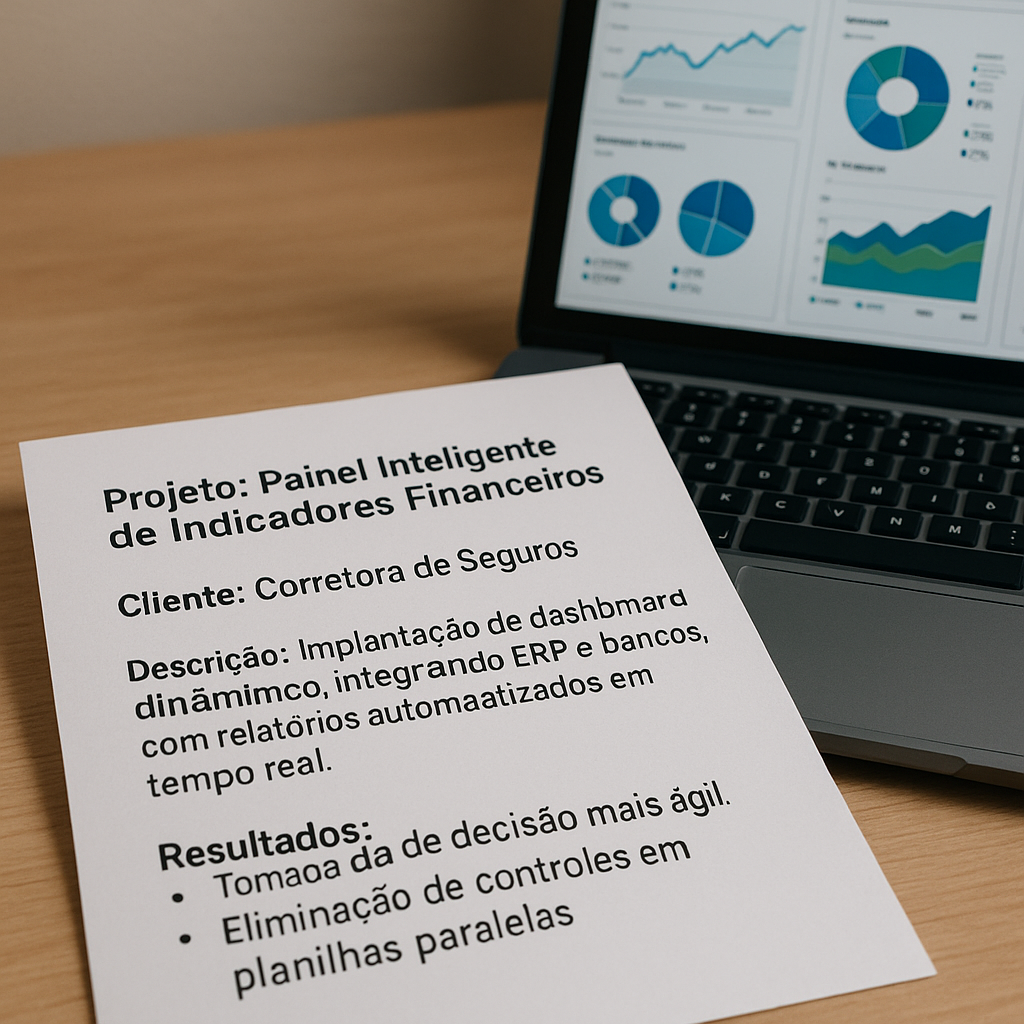 Projeto: Painel Inteligente
de Indicadores Financeiros
Cliente: Corretora de Seguros
Descrição: Implantação de dashbmard
dinãmimco, integrando ERP e bancos,
com relatórios automaatizados em
tempo real.
Resultados:
• Tomaoa da de decisão mais ágil.
• Eliminação de controles em
planilhas paralelas